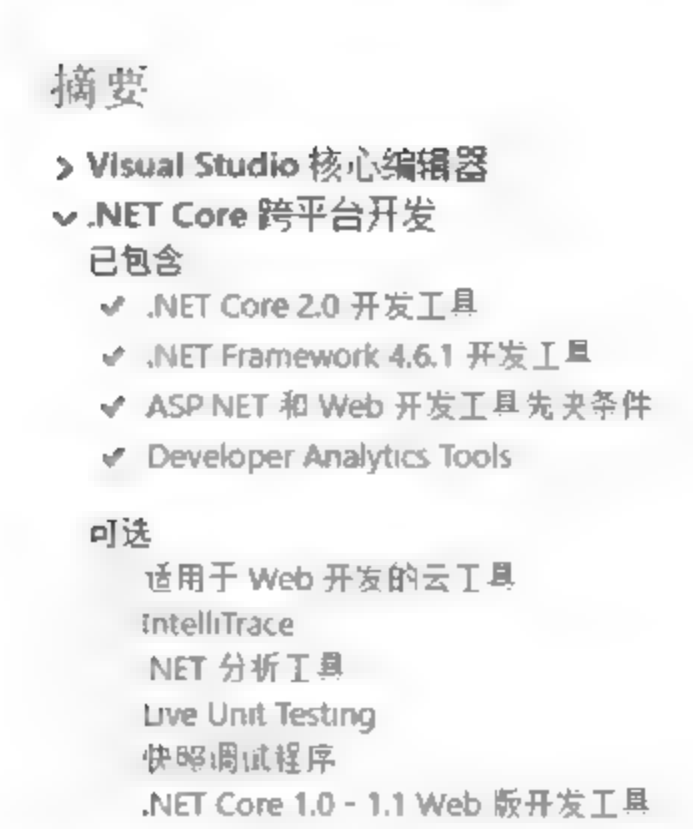 摘要
Visual Studio 核心编辑器
.NET Core 跨平台开发
已包含
.NET Core 2.0 开发工具
.NET Framework 4.6.1 开发工具
ASP.NET 和 Web 开发工具先决条件
Developer Analytics Tools
可选
适用于 Web 开发的云工具
IntelliTrace
.NET 分析工具
Live Unit Testing
快照调试程序
.NET Core 1.0 - 1.1 Web 版开发工具